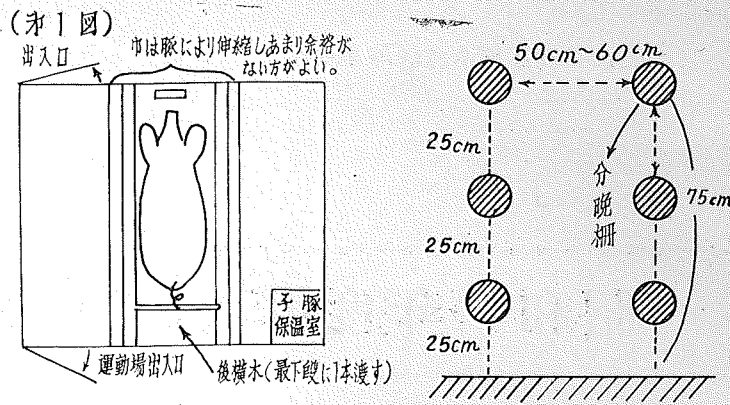 (才1図)
出入口
巾は豚により伸縮しあまり余裕が
ない方がよい。
子豚
保温室
運動場出入口
後横木(最下段に1本渡す)
50cm~60cm
25cm
25cm
25cm
分晩柵
75cm